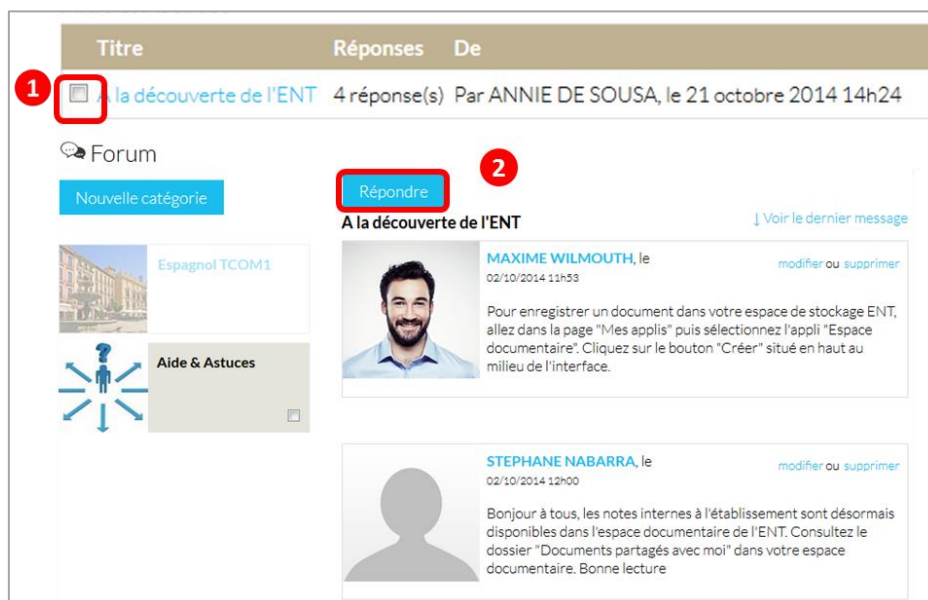 Titre Réponses De
1
A la découverte de l'ENT 4 réponse(s) Par ANNIE DE SOUSA, le 21 octobre 2014 14h24
Forum
2
Nouvelle catégorie
Répondre
A la découverte de l'ENT
↓ Voir le dernier message
Espagnol TCOM1
Aide & Astuces
MAXIME WILMOUTH, le
modifier ou supprimer
02/10/2014 11h53
Pour enregistrer un document dans votre espace de stockage ENT,
allez dans la page "Mes applis" puis sélectionnez l'appli "Espace
documentaire". Cliquez sur le bouton "Créer" situé en haut au
milieu de l'interface.
STEPHANE NABARRA, le
modifier ou supprimer
02/10/2014 12h00
Bonjour à tous, les notes internes à l'établissement sont désormais
disponibles dans l'espace documentaire de l'ENT. Consultez le
dossier "Documents partagés avec moi" dans votre espace
documentaire. Bonne lecture